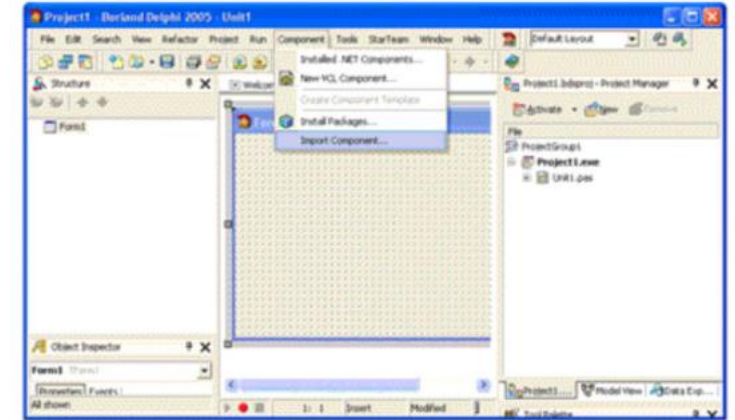 Project1 - Borland Delphi 2005 - Unit1
File Edit Search View Refactor Project Run Component Tools StarTeam Window Help
Default Layout
Installed .NET Components...
New VCL Component...
Create Component Template
Install Packages...
Import Component...
Structure
Form1
Welcom
Project1.bdsproj - Project Manager
Activate New Remove
File
ProjectGroup1
Project1.exe
Unit1.pas
Object Inspector
Form1 TForm1
Properties Events
All shown
1: 1 Insert Modified
Project1.... Model View Data Exp...
Tool Palette